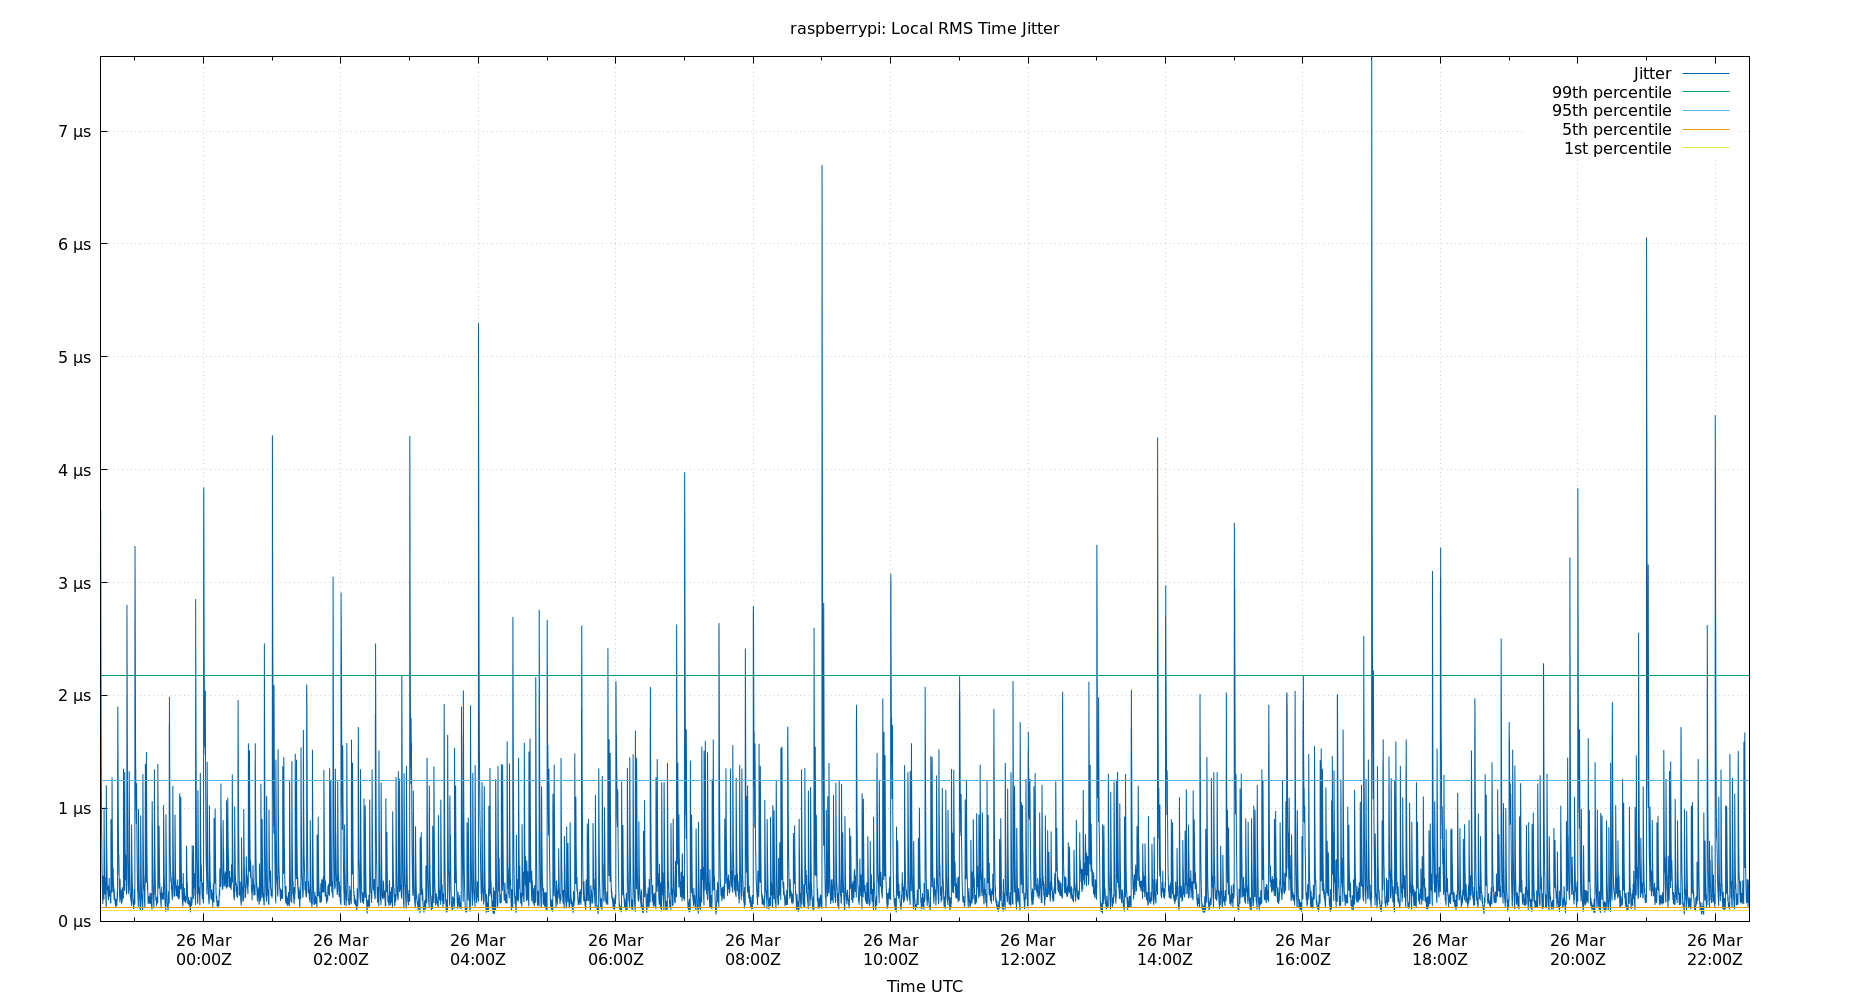 raspberrypi: Local RMS Time Jitter
Jitter
99th percentile
95th percentile
5th percentile
1st percentile
7 µs
6 µs
5 µs
4 µs
3 µs
2 µs
1 µs
0 µs
26 Mar 26 Mar 26 Mar 26 Mar 26 Mar 26 Mar 26 Mar 26 Mar 26 Mar 26 Mar 26 Mar 26 Mar
00:00Z 02:00Z 04:00Z 06:00Z 08:00Z 10:00Z 12:00Z 14:00Z 16:00Z 18:00Z 20:00Z 22:00Z
Time UTC